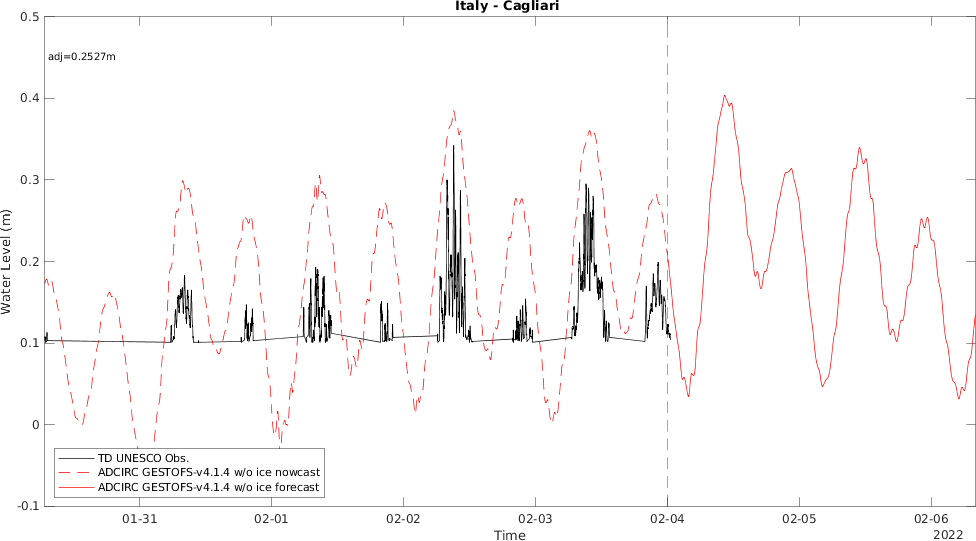 Italy - Cagliari
adj=0.2527m
0.5
0.4
0.3
0.2
0.1
0
-0.1
Water Level (m)
TD UNESCO Obs.
ADCIRC GESTOFS-v4.1.4 w/o ice nowcast
ADCIRC GESTOFS-v4.1.4 w/o ice forecast
01-31 02-01 02-02 02-03 02-04 02-05 02-06
Time
2022